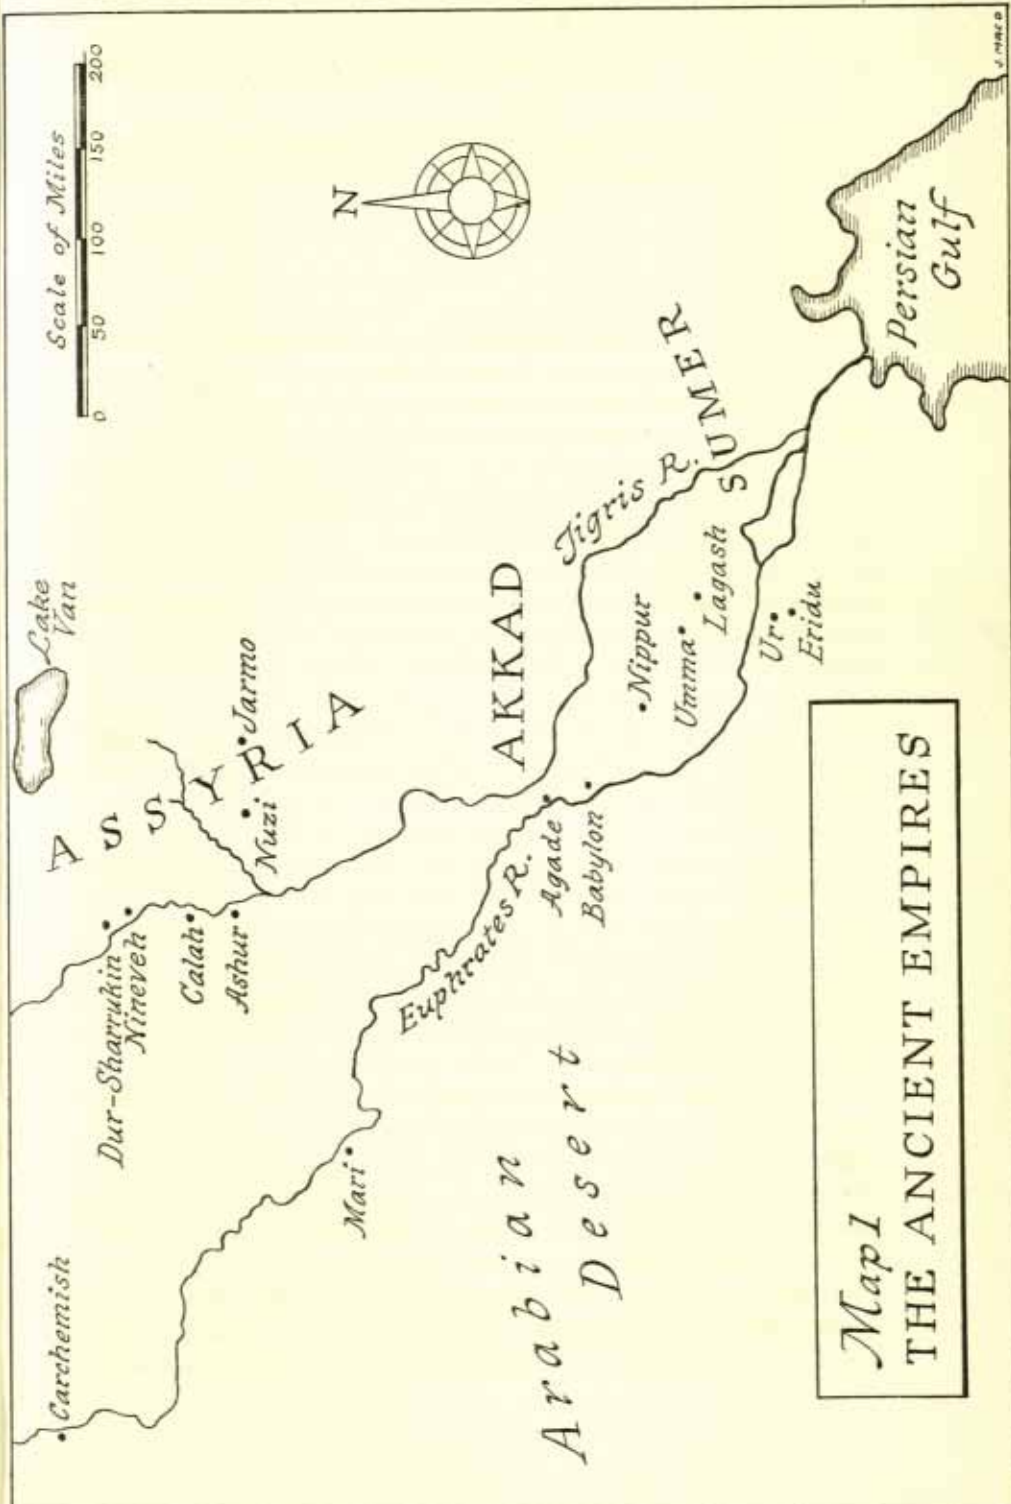 Lake
Van
Scale of Miles
0 50 100 150 200
Carchemish
ASSYRIA
Dur-Sharrukin
Nineveh
Calah
Ashur
Nuzi
Jarmo
N
Mari
Euphrates R.
AKKAD
Tigris R.
Agade
Babylon
Arabian
Desert
Nippur
Umma
Lagash
SUMER
Ur
Eridu
Persian
Gulf
Map 1
THE ANCIENT EMPIRES